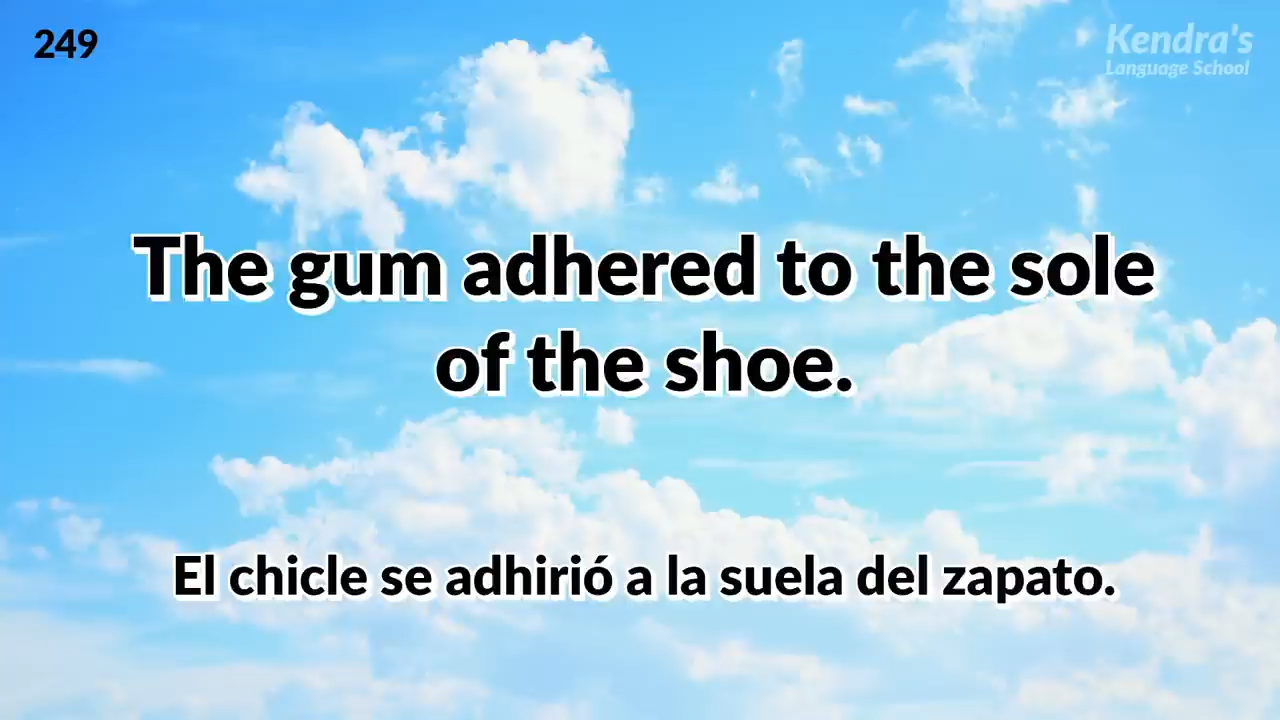 249
Kendra's
Language School
The gum adhered to the sole
of the shoe.
El chicle se adhirió a la suela del zapato.